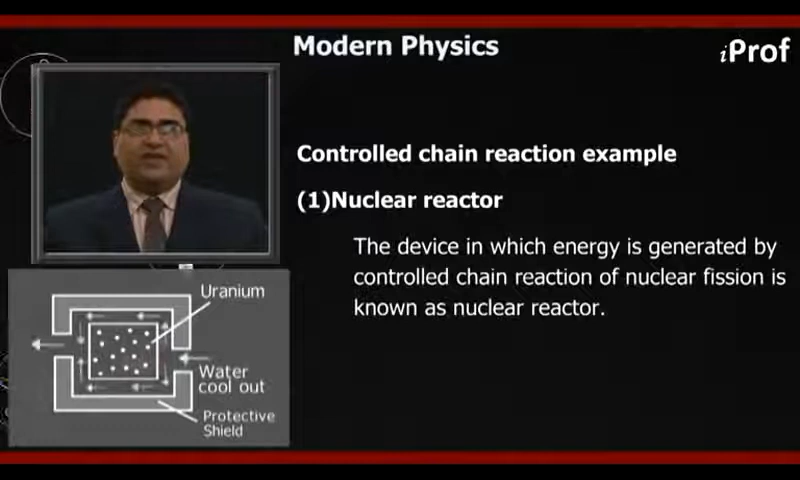 Modern Physics
iProf
Controlled chain reaction example
(1)Nuclear reactor
The device in which energy is generated by
controlled chain reaction of nuclear fission is
known as nuclear reactor.
Uranium
Water
cool out
Protective
Shield